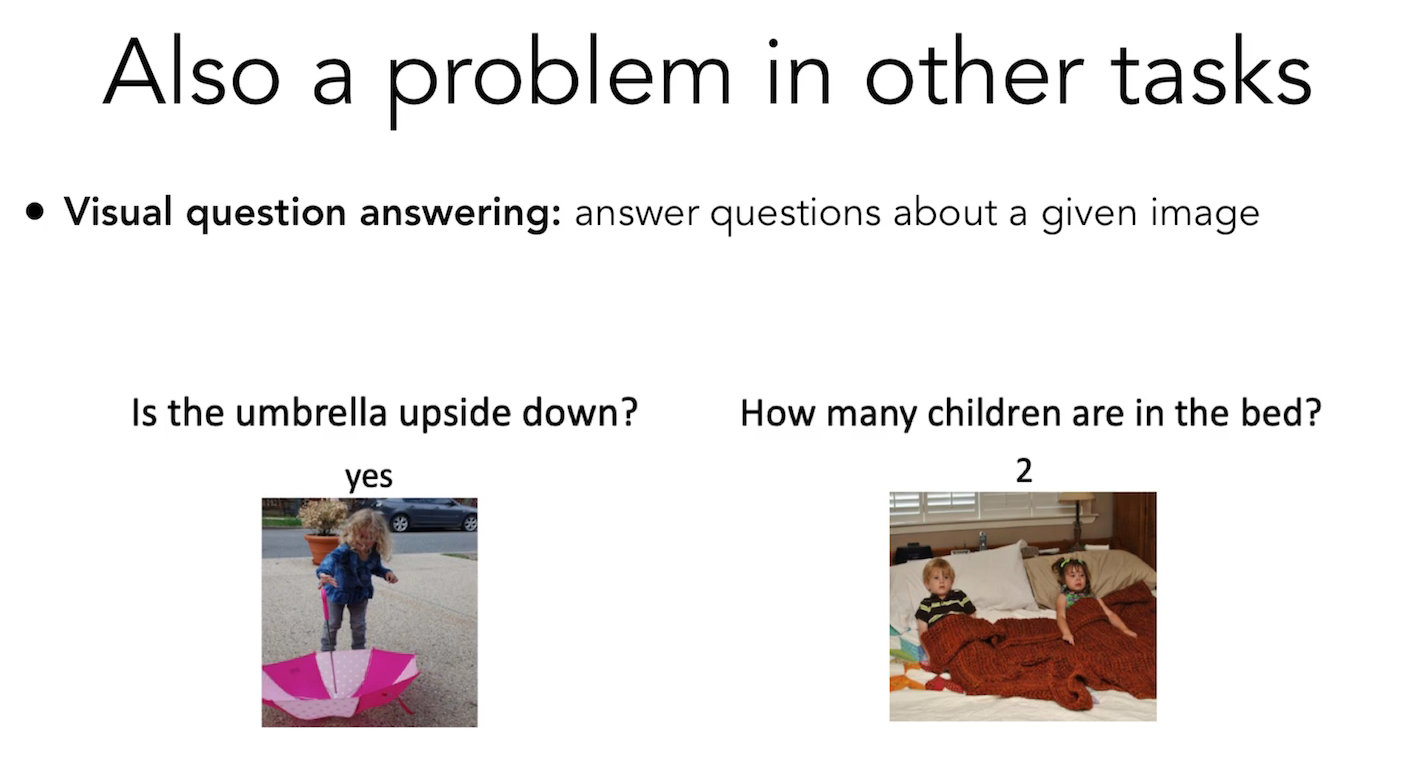 Also a problem in other tasks
• Visual question answering: answer questions about a given image
Is the umbrella upside down?
yes
How many children are in the bed?
2